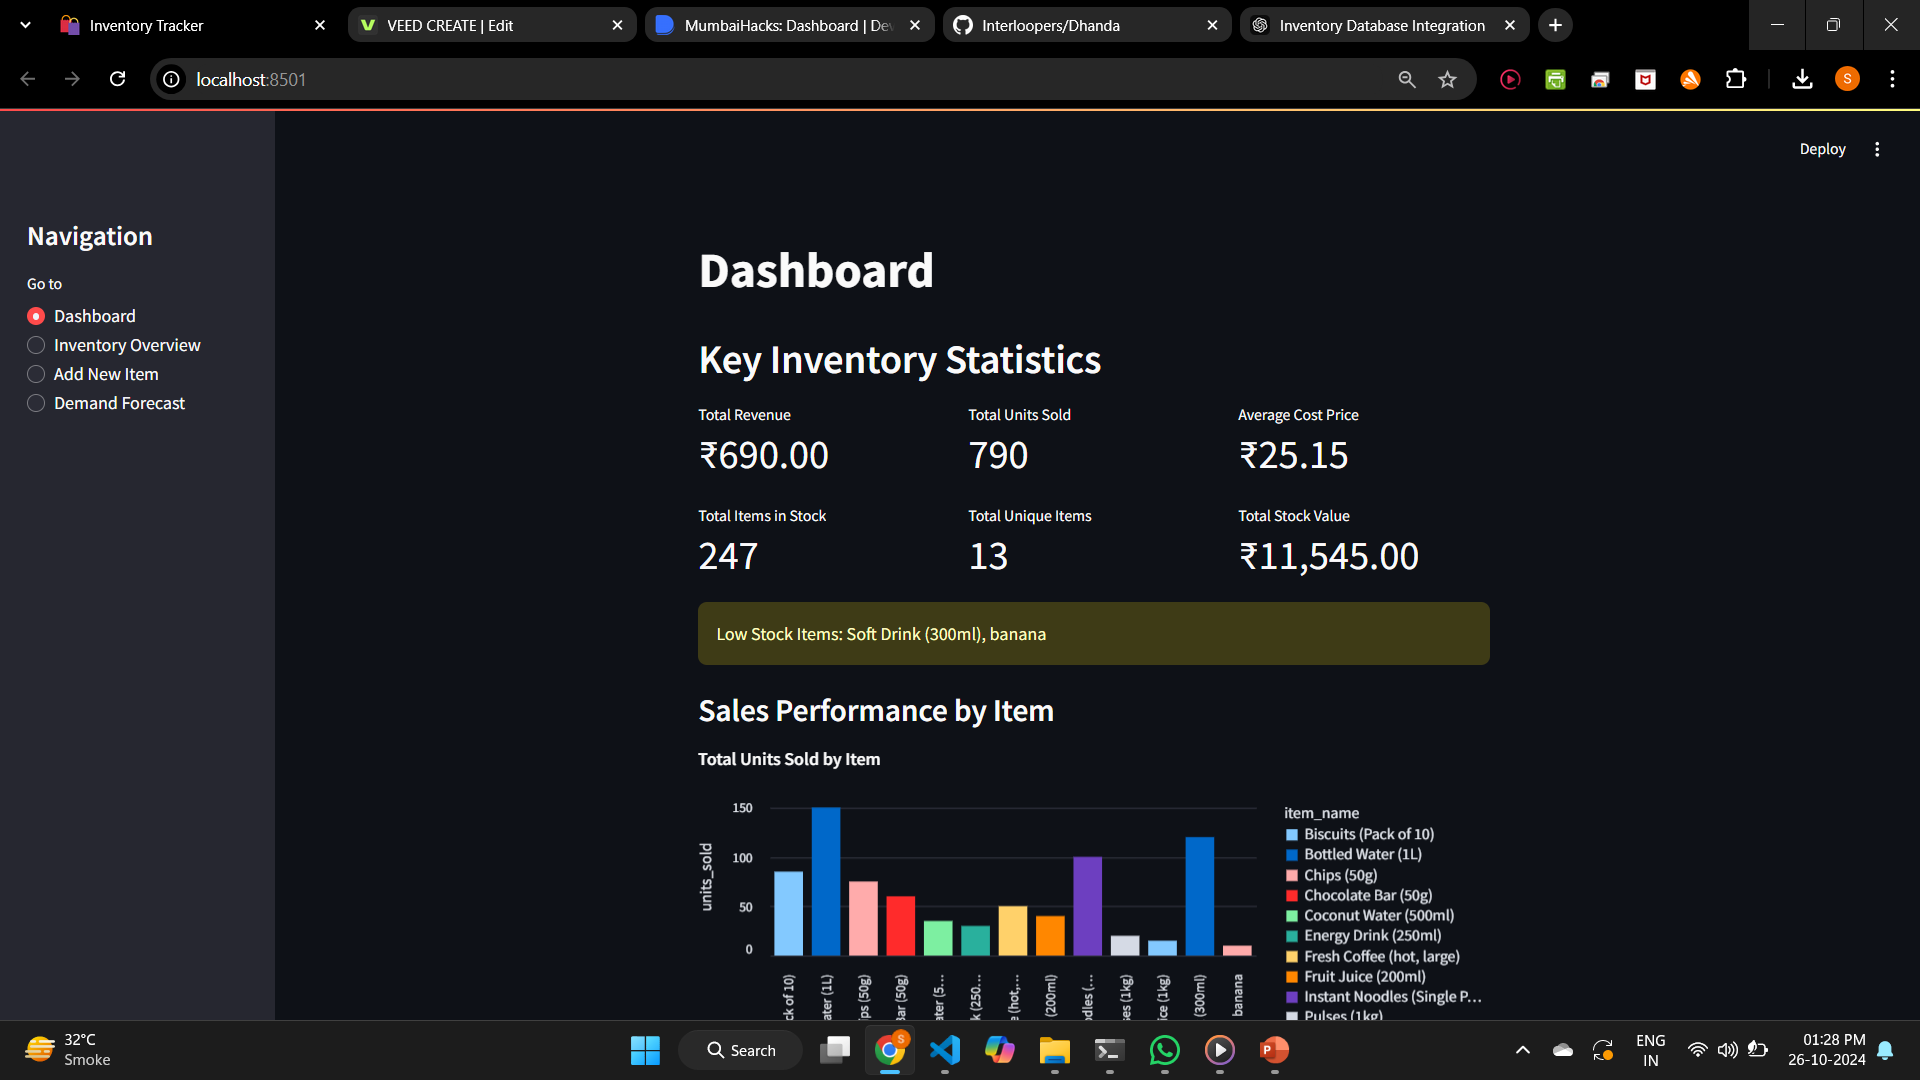 Inventory Tracker
VEED CREATE | Edit
MumbaiHacks: Dashboard | Dev
Interloopers/Dhanda
Inventory Database Integration
localhost:8501
S
Deploy
Navigation
Go to
Dashboard
Inventory Overview
Add New Item
Demand Forecast
Dashboard
Key Inventory Statistics
Total Revenue
₹690.00
Total Units Sold
790
Average Cost Price
₹25.15
Total Items in Stock
247
Total Unique Items
13
Total Stock Value
₹11,545.00
Low Stock Items: Soft Drink (300ml), banana
Sales Performance by Item
Total Units Sold by Item
units_sold
150
100
50
0
ck of 10)
ater (1L)
ips (50g)
Bar (50g)
ater (5…
k (250…
e (hot,…
(200ml)
odles (…
ses (1kg)
ice (1kg)
(300ml)
banana
item_name
Biscuits (Pack of 10)
Bottled Water (1L)
Chips (50g)
Chocolate Bar (50g)
Coconut Water (500ml)
Energy Drink (250ml)
Fresh Coffee (hot, large)
Fruit Juice (200ml)
Instant Noodles (Single P…
Pulses (1kg)
32°C
Smoke
Search
S
P
ENG
IN
01:28 PM
26-10-2024